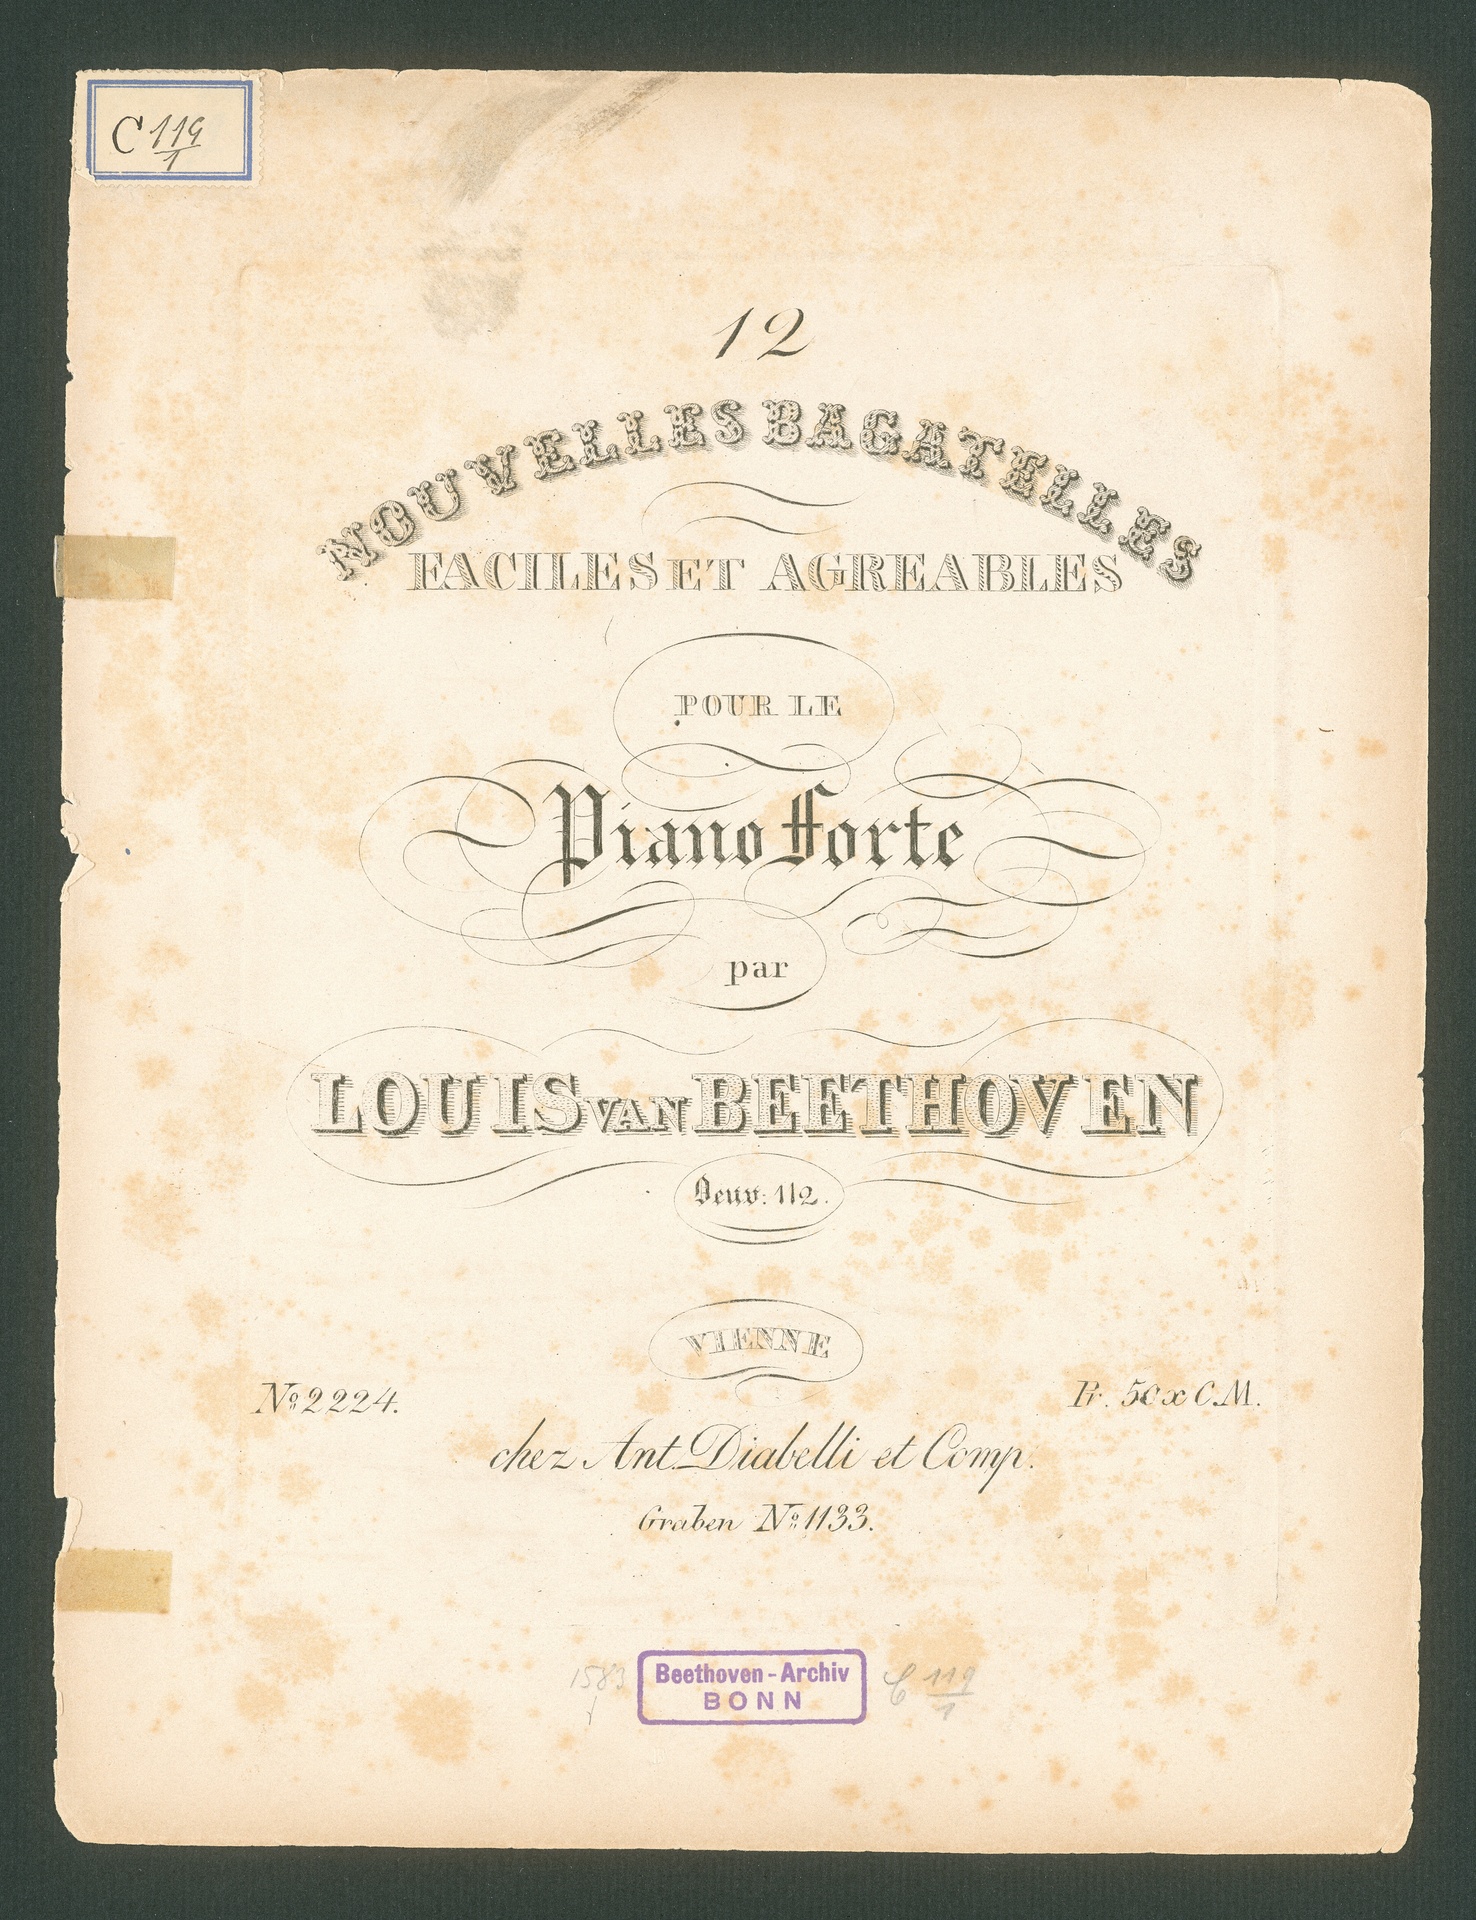 C 119
1
12
NOUVELLES BAGATELLES
FACILES ET AGREABLES
POUR LE
Piano Forte
par
LOUIS VAN BEETHOVEN
Oeuv: 112.
VIENNE
No 2224.
Pr. 50 x C.M.
chez Ant. Diabelli et Comp.
Graben No 1133.
1583
Beethoven-Archiv
BONN
C 119
1